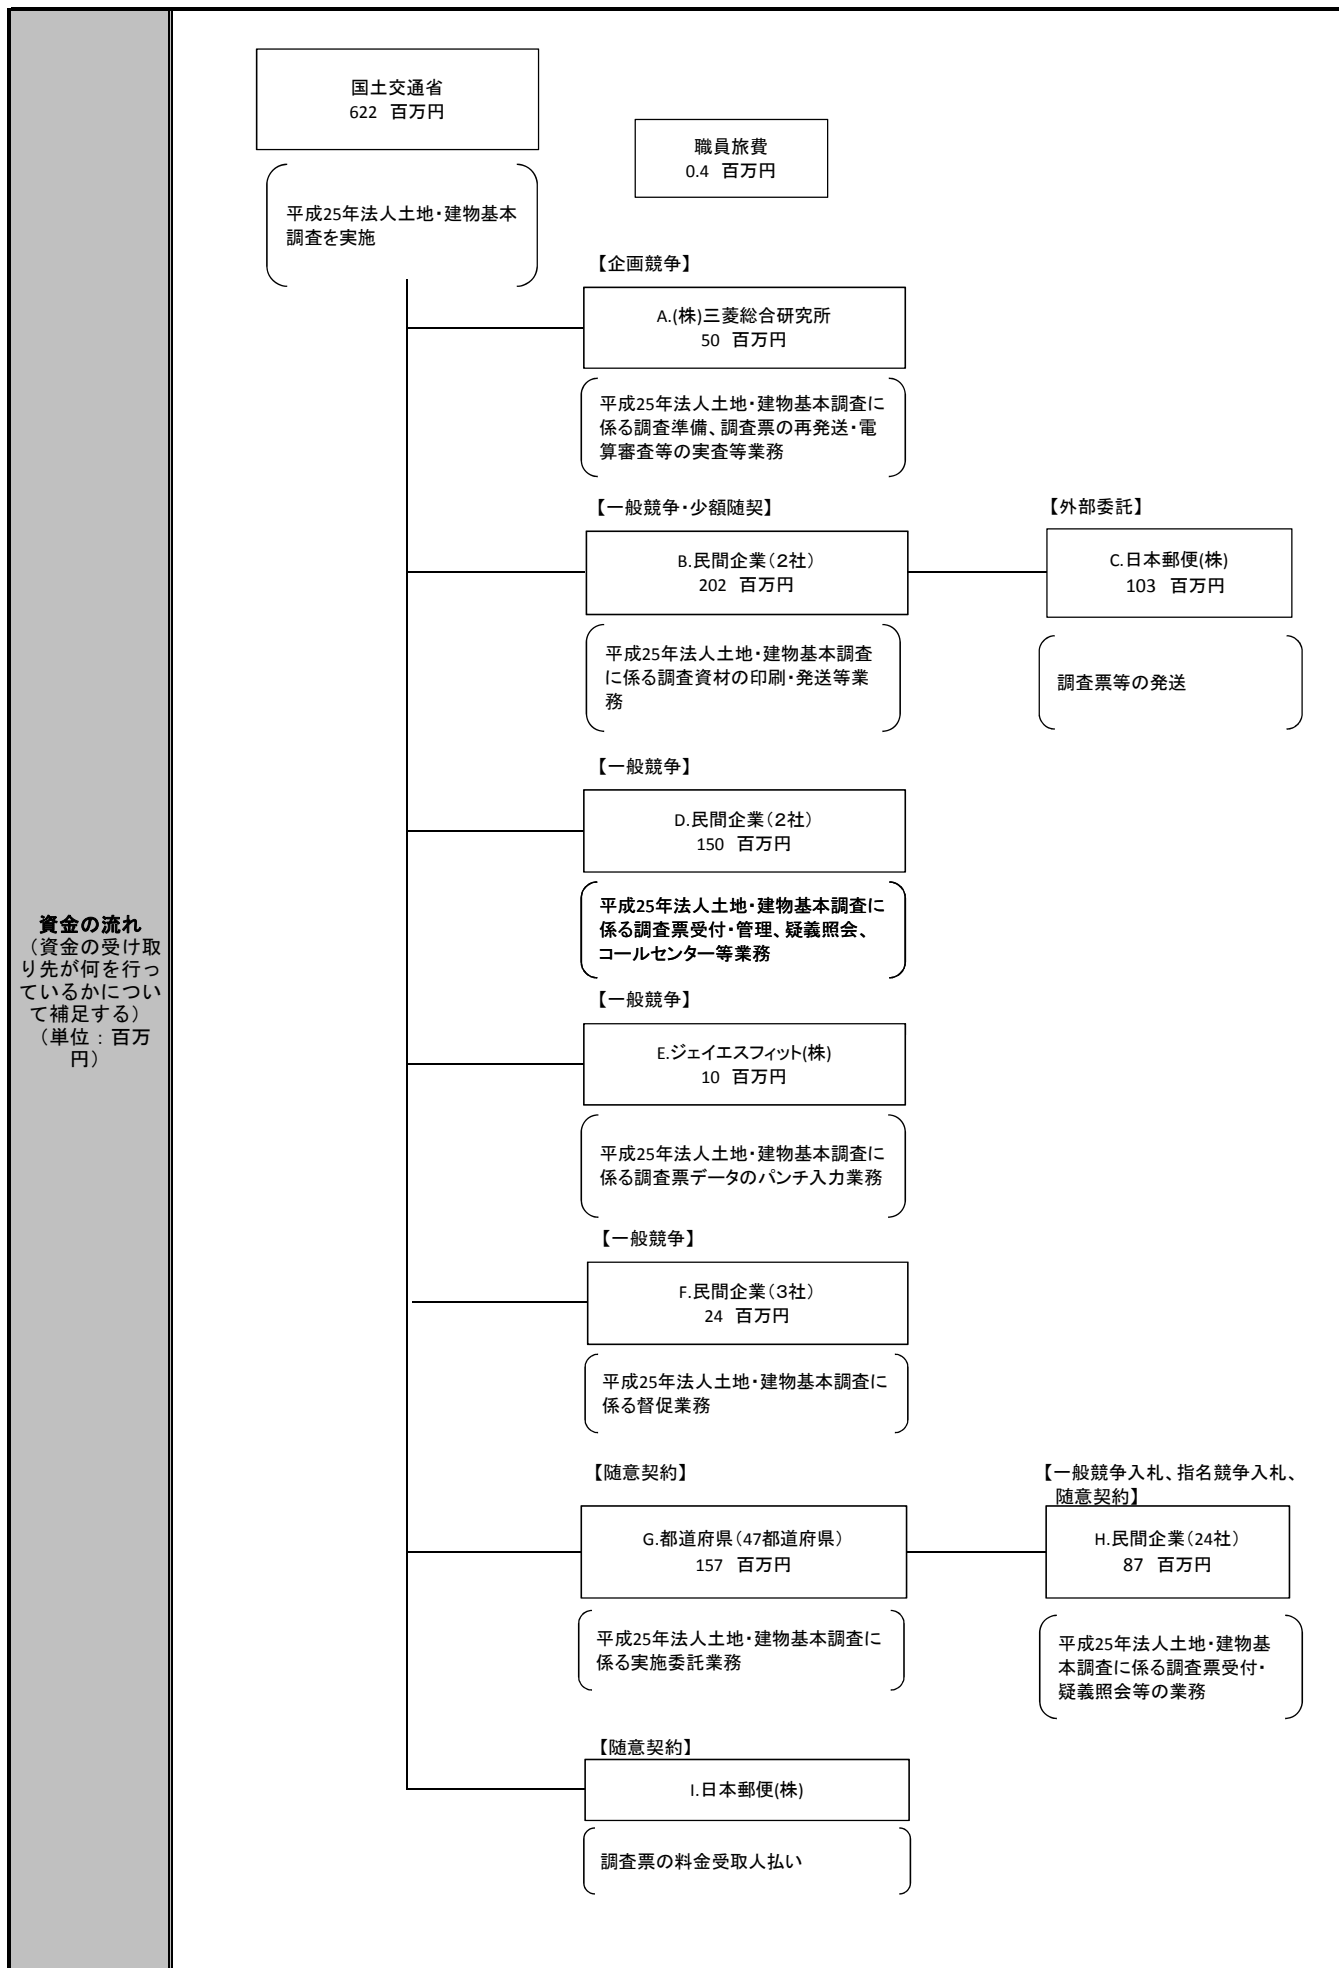 資金の流れ
（資金の受け取
り先が何を行っ
ているかについ
て補足する）
（単位：百万
円）
国土交通省
622 百万円
平成25年法人土地・建物基本
調査を実施
職員旅費
0.4 百万円
【企画競争】
A.(株)三菱総合研究所
50 百万円
平成25年法人土地・建物基本調査に
係る調査準備、調査票の再発送・電
算審査等の実査等業務
【一般競争・少額随契】
B.民間企業（２社）
202 百万円
平成25年法人土地・建物基本調査
に係る調査資材の印刷・発送等業
務
【外部委託】
C.日本郵便(株)
103 百万円
調査票等の発送
【一般競争】
D.民間企業（２社）
150 百万円
平成25年法人土地・建物基本調査に
係る調査票受付・管理、疑義照会、
コールセンター等業務
【一般競争】
E.ジェイエスフィット(株)
10 百万円
平成25年法人土地・建物基本調査に
係る調査票データのパンチ入力業務
【一般競争】
F.民間企業（３社）
24 百万円
平成25年法人土地・建物基本調査に
係る督促業務
【随意契約】
G.都道府県（47都道府県）
157 百万円
平成25年法人土地・建物基本調査に
係る実施委託業務
【一般競争入札、指名競争入札、
随意契約】
H.民間企業（24社）
87 百万円
平成25年法人土地・建物基
本調査に係る調査票受付・
疑義照会等の業務
【随意契約】
I.日本郵便(株)
調査票の料金受取人払い